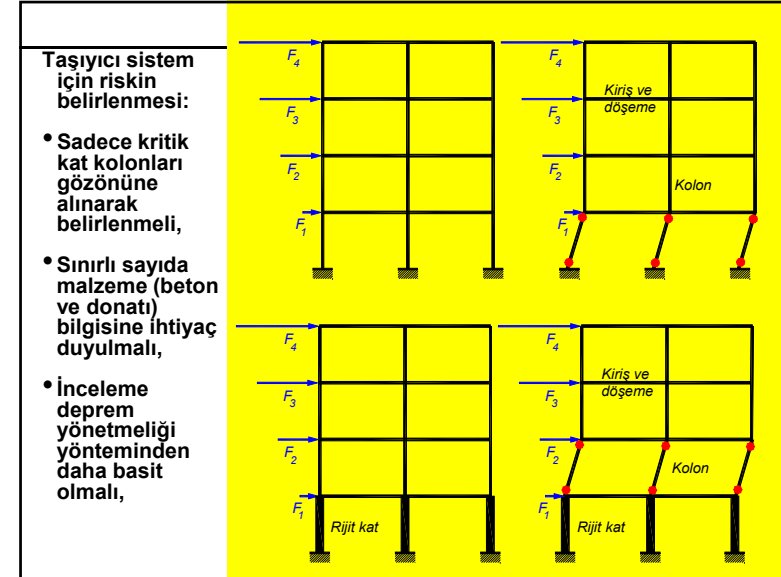 Taşıyıcı sistem
için riskin
belirlenmesi:
• Sadece kritik
kat kolonları
gözönüne
alınarak
belirlenmeli,
• Sınırlı sayıda
malzeme (beton
ve donatı)
bilgisine ihtiyaç
duyulmalı,
• İnceleme
deprem
yönetmeliği
yönteminden
daha basit
olmalı,
F4
F3
F2
F1
F4
Kiriş ve
döşeme
F3
F2
Kolon
F1
F4
F3
F2
F1
Rijit kat
F4
Kiriş ve
döşeme
F3
F2
Kolon
F1
Rijit kat